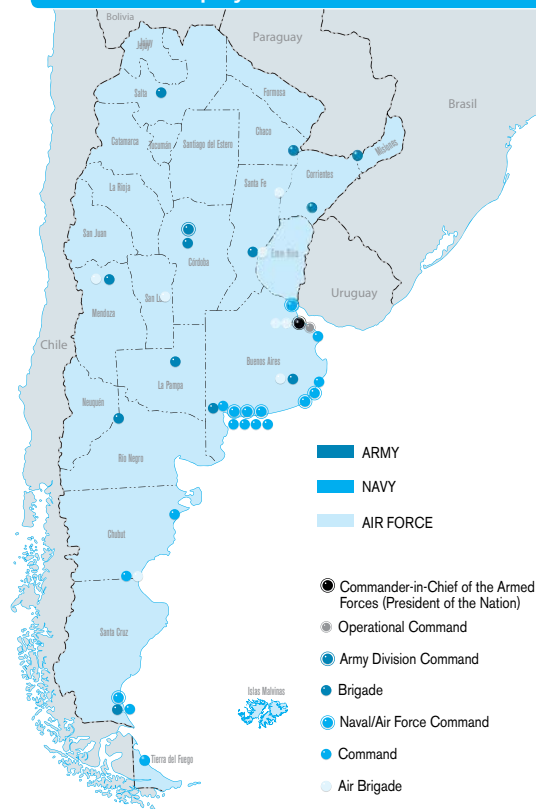 Bolivia
Paraguay
Brasil
Jujuy
Salta
Formosa
Chaco
Misiones
Catamarca
Tucumán
Santiago del Estero
Corrientes
La Rioja
Santa Fe
San Juan
Córdoba
Entre Ríos
San Luis
Mendoza
Uruguay
Chile
Buenos Aires
La Pampa
Neuquén
Río Negro
Chubut
Santa Cruz
Islas Malvinas
Tierra del Fuego
ARMY
NAVY
AIR FORCE
Commander-in-Chief of the Armed
Forces (President of the Nation)
Operational Command
Army Division Command
Brigade
Naval/Air Force Command
Command
Air Brigade